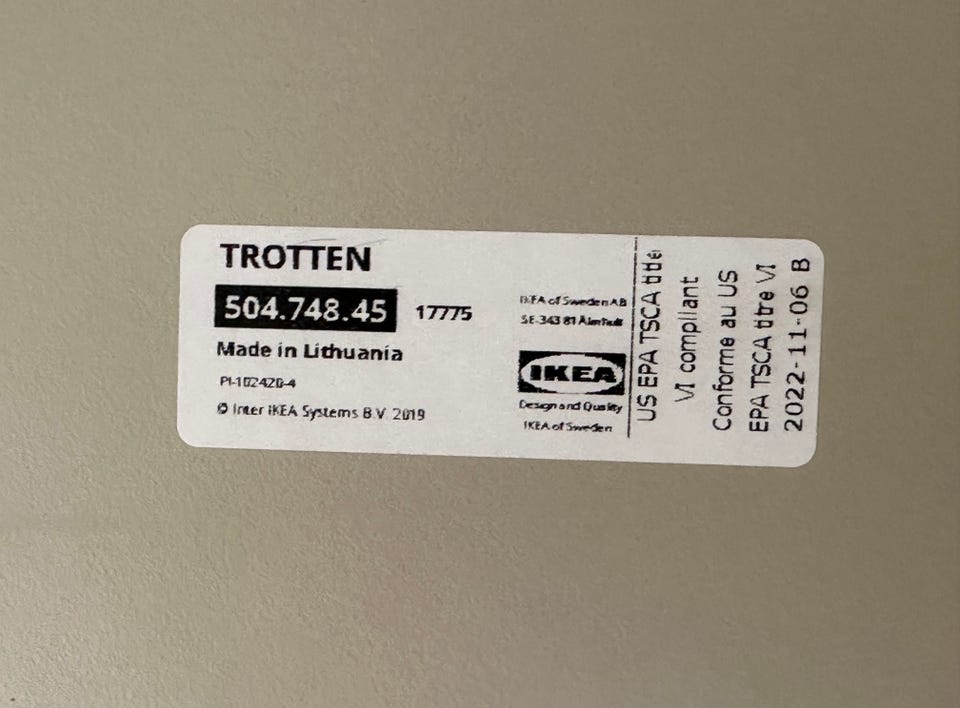 TROTTEN
504.748.45 17775
Made in Lithuania
PI-102420-4
© Inter IKEA Systems B.V. 2019
IKEA of Sweden AB
SE-343 81 Älmhult
IKEA
Design and Quality
IKEA of Sweden
US EPA TSCA title
VI compliant
Conforme au US
EPA TSCA titre VI
2022-11-06 B